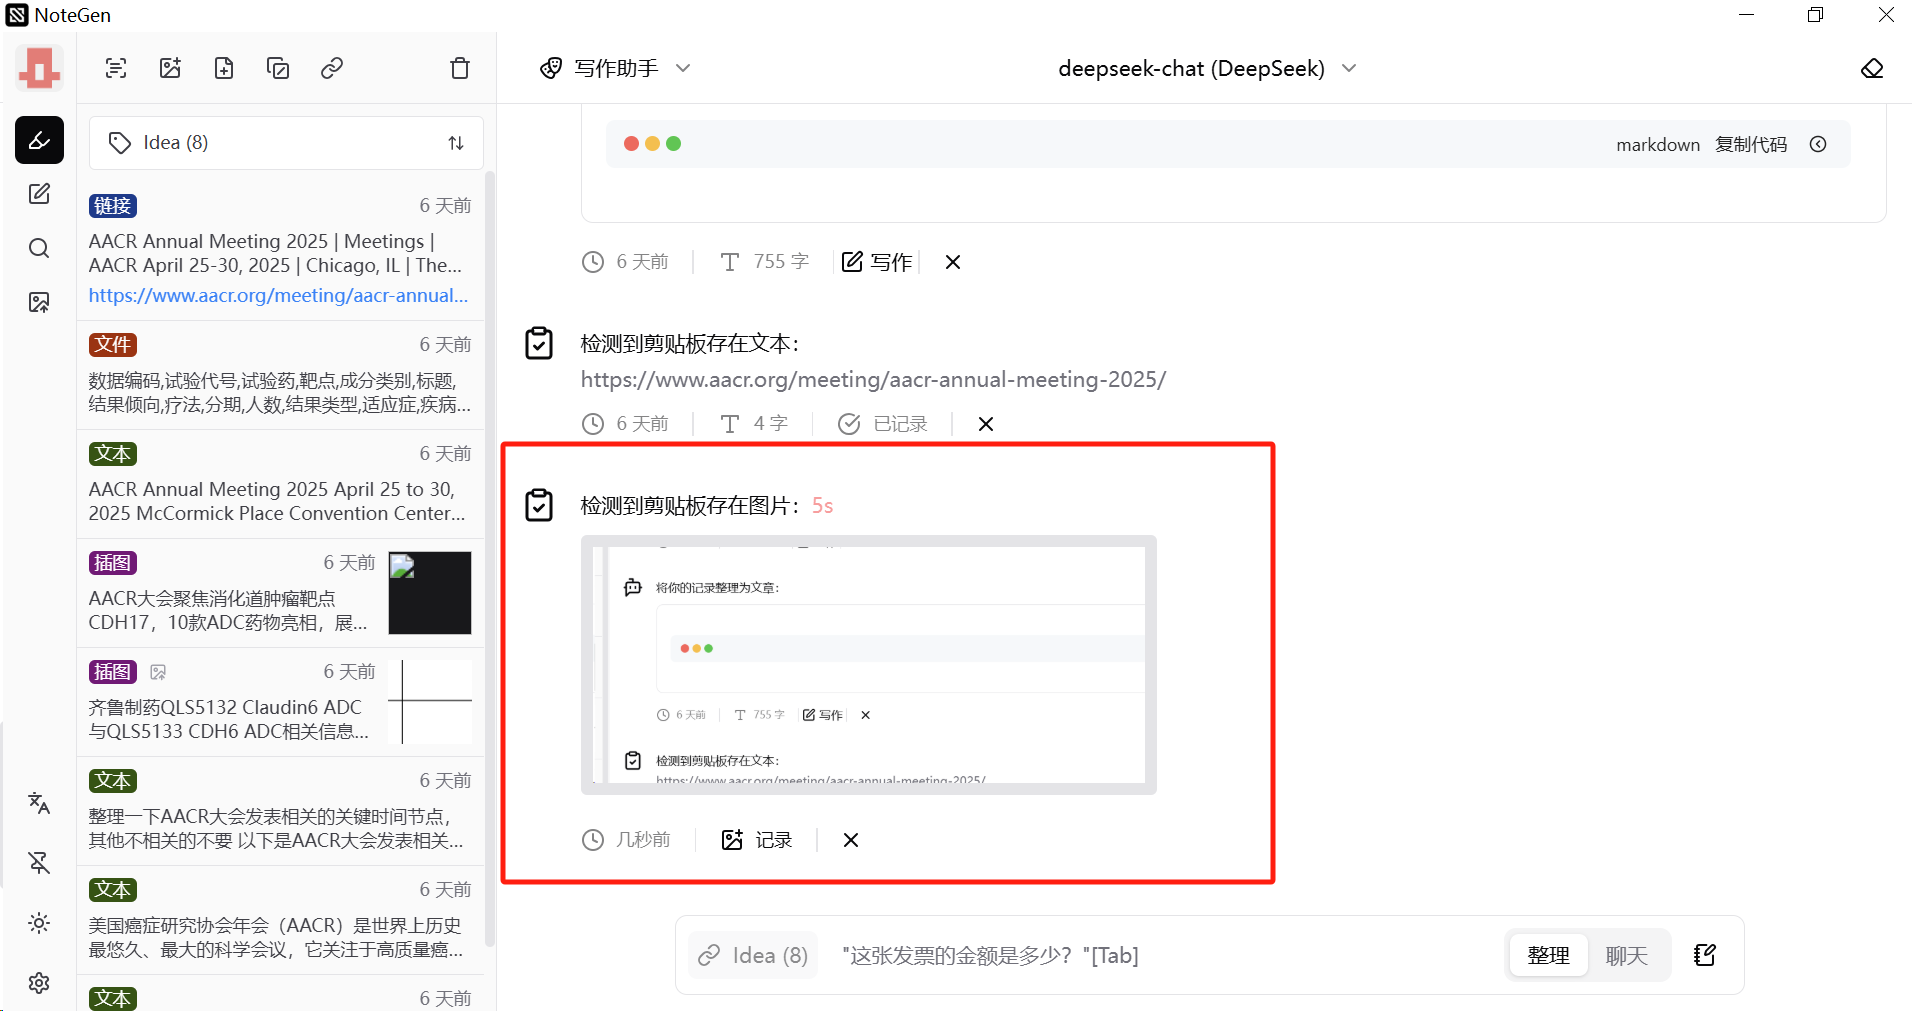 NoteGen
写作助手
deepseek-chat (DeepSeek)
Idea (8)
链接
6 天前
AACR Annual Meeting 2025 | Meetings |
AACR April 25-30, 2025 | Chicago, IL | The...
https://www.aacr.org/meeting/aacr-annual...
文件
6 天前
数据编码,试验代号,试验药,靶点,成分类别,标题,
结果倾向,疗法,分期,人数,结果类型,适应症,疾病...
文本
6 天前
AACR Annual Meeting 2025 April 25 to 30,
2025 McCormick Place Convention Center...
插图
6 天前
AACR大会聚焦消化道肿瘤靶点
CDH17，10款ADC药物亮相，展...
插图
6 天前
齐鲁制药QLS5132 Claudin6 ADC
与QLS5133 CDH6 ADC相关信息...
文本
6 天前
整理一下AACR大会发表相关的关键时间节点，
其他不相关的不要 以下是AACR大会发表相关...
文本
6 天前
美国癌症研究协会年会（AACR）是世界上历史
最悠久、最大的科学会议，它关注于高质量癌...
文本
6 天前
markdown 复制代码
6 天前
755 字
写作
检测到剪贴板存在文本：
https://www.aacr.org/meeting/aacr-annual-meeting-2025/
6 天前
4 字
已记录
检测到剪贴板存在图片： 5s
将你的记录整理为文章：
6 天前
755 字
写作
检测到剪贴板存在文本：
https://www.aacr.org/meeting/aacr-annual-meeting-2025/
几秒前
记录
Idea (8)
"这张发票的金额是多少？"[Tab]
整理
聊天